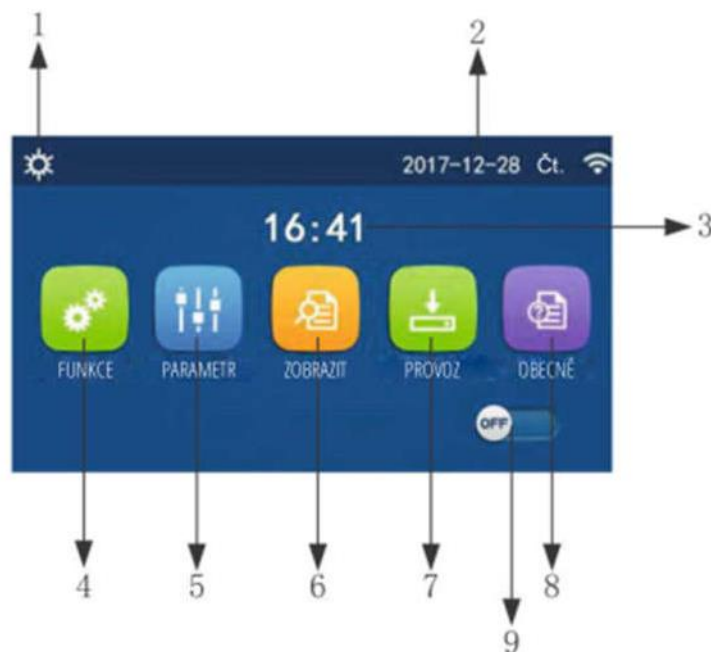 1 2
2017-12-28 Čt.
16:41
3
FUNKCE PARAMETR ZOBRAZIT PROVOZ OBECNĚ
OFF
4 5 6 7 8
9